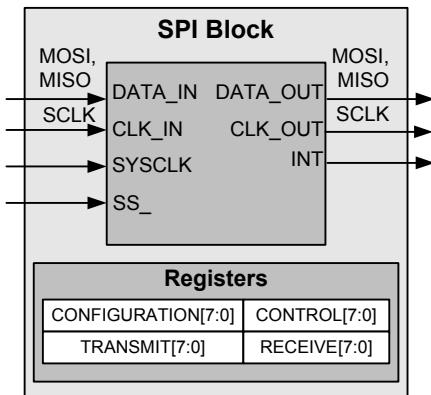 SPI Block
MOSI,
MISO
SCLK
MOSI,
MISO
SCLK
DATA_IN DATA_OUT
CLK_IN CLK_OUT
SYSCLK INT
SS_
Registers
CONFIGURATION[7:0] CONTROL[7:0]
TRANSMIT[7:0] RECEIVE[7:0]